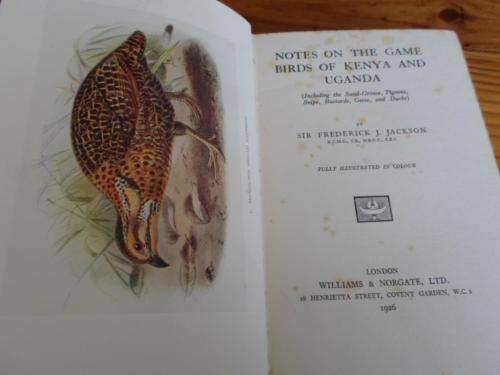 NOTES ON THE GAME
BIRDS OF KENYA AND
UGANDA
(Including the Sand-Grouse, Pigeons,
Snipe, Bustards, Geese, and Ducks)
BY
SIR FREDERICK J. JACKSON
FULLY ILLUSTRATED IN COLOUR
LONDON
WILLIAMS & NORGATE, LTD.
28 HENRIETTA STREET, COVENT GARDEN, W.C.2
1926